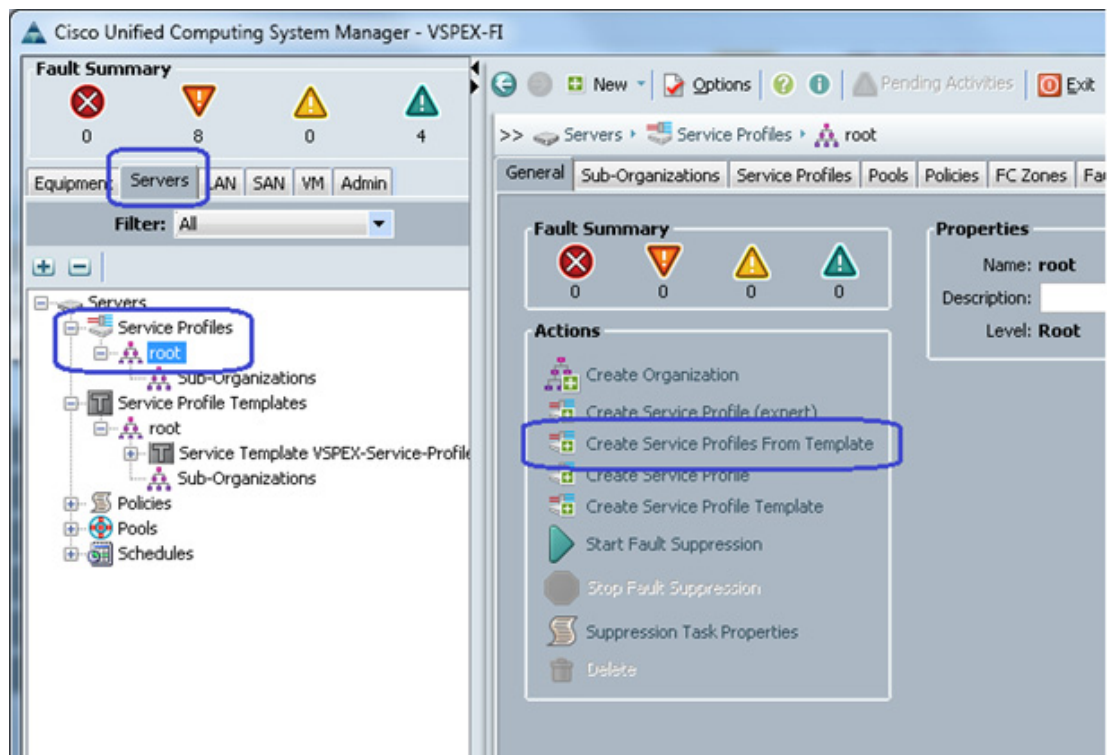 Cisco Unified Computing System Manager - VSPEX-FI
Fault Summary
0 8 0 4
Equipment Servers LAN SAN VM Admin
Filter: All
Servers
Service Profiles
root
Sub-Organizations
Service Profile Templates
root
Service Template VSPEX-Service-Profile
Sub-Organizations
Policies
Pools
Schedules
New Options Pending Activities Exit
>> Servers Service Profiles root
General Sub-Organizations Service Profiles Pools Policies FC Zones Fau
Fault Summary
0 0 0 0
Actions
Create Organization
Create Service Profile (expert)
Create Service Profiles From Template
Create Service Profile
Create Service Profile Template
Start Fault Suppression
Stop Fault Suppression
Suppression Task Properties
Delete
Properties
Name: root
Description:
Level: Root